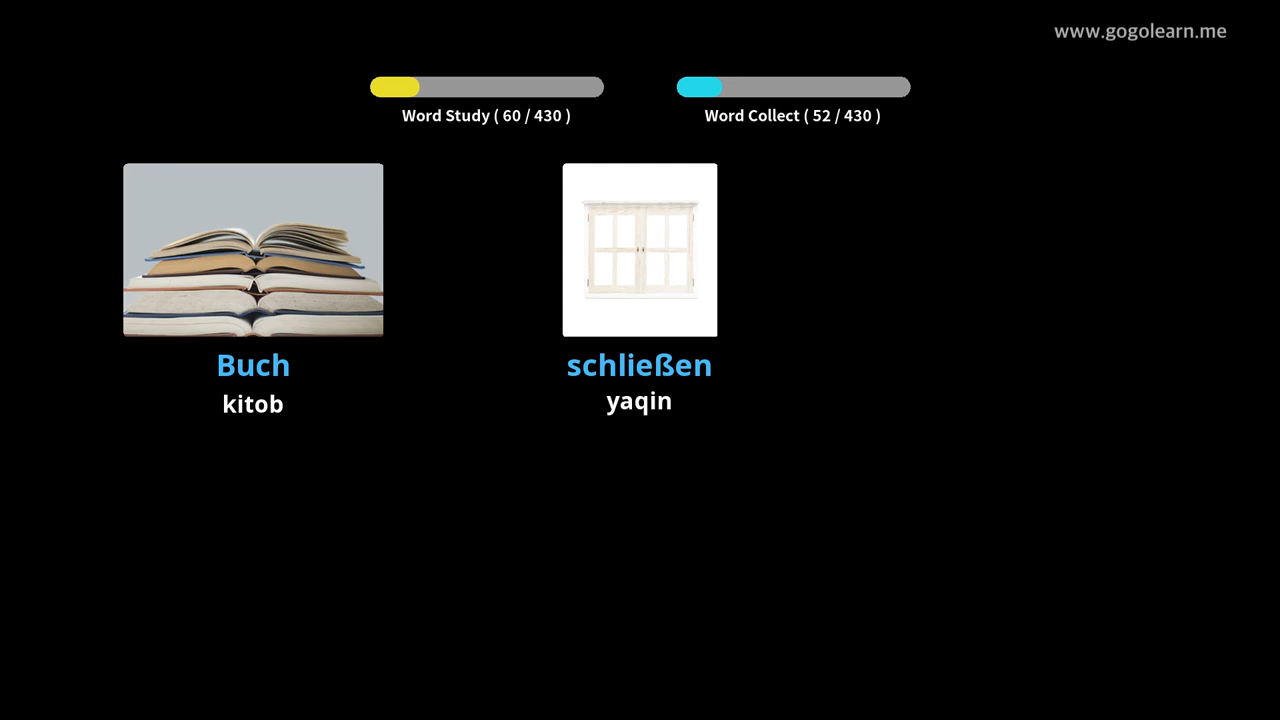 www.gogolearn.me
Word Study ( 60 / 430 )
Word Collect ( 52 / 430 )
Buch
kitob
schließen
yaqin